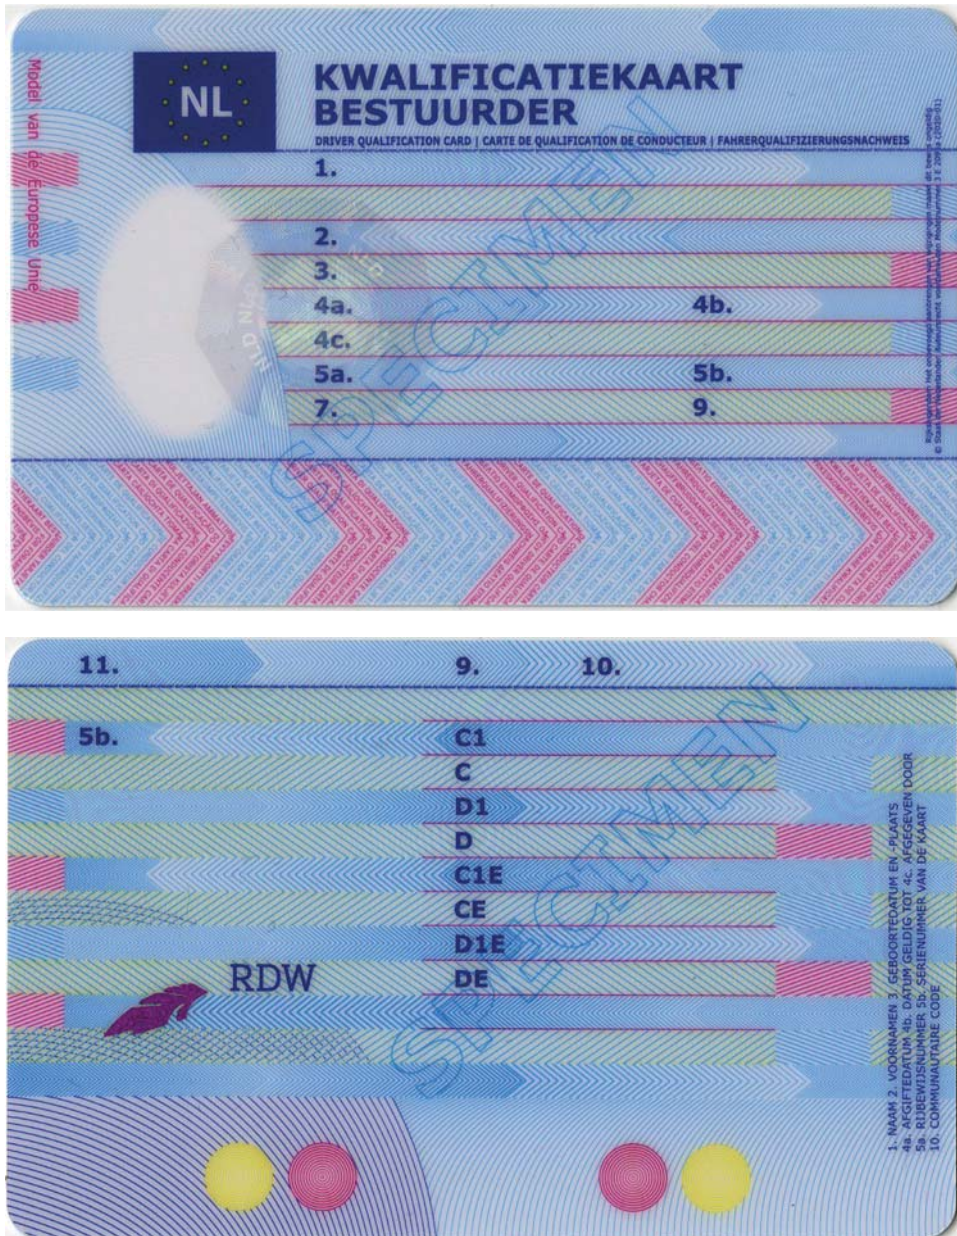 Model van de Europese Unie
NL
KWALIFICATIEKAART
BESTUURDER
DRIVER QUALIFICATION CARD | CARTE DE QUALIFICATION DE CONDUCTEUR | FAHRERQUALIFIZIERUNGSNACHWEIS
1.
2.
3.
4a. 4b.
4c.
5a. 5b.
7. 9.
SPECIMEN
11. 9. 10.
5b. C1
C
D1
D
C1E
CE
D1E
DE
RDW
SPECIMEN
1. NAAM 2. VOORNAMEN 3. GEBOORTEDATUM EN -PLAATS
4a. AFGIFTEDATUM 4b. DATUM GELDIG TOT 4c. AFGEGEVEN DOOR
5a. RIJBEWIJSNUMMER 5b. SERIENUMMER VAN DE KAART
10. COMMUNAUTAIRE CODE